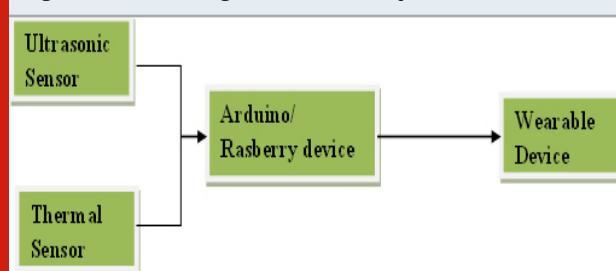 Ultrasonic
Sensor
Arduino/
Rasberry device
Wearable
Device
Thermal
Sensor